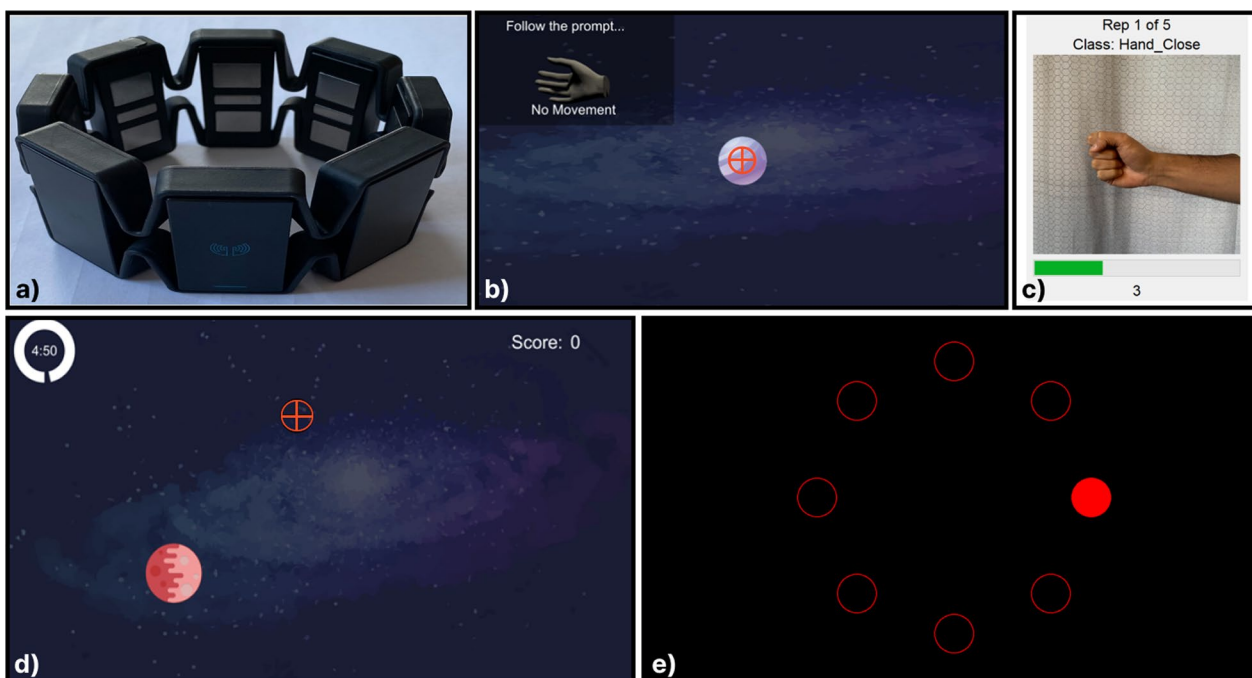 a)
Follow the prompt...
No Movement
b)
Rep 1 of 5
Class: Hand_Close
3
c)
4:50
Score: 0
d)
e)